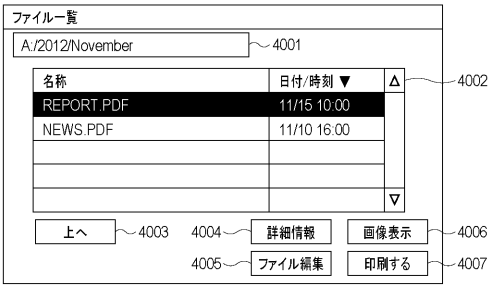 ファイル一覧
A:/2012/November 4001
名称 日付/時刻 ▼ △ 4002
REPORT.PDF 11/15 10:00
NEWS.PDF 11/10 16:00
▽
上へ 4003 4004 詳細情報 画像表示 4006
4005 ファイル編集 印刷する 4007